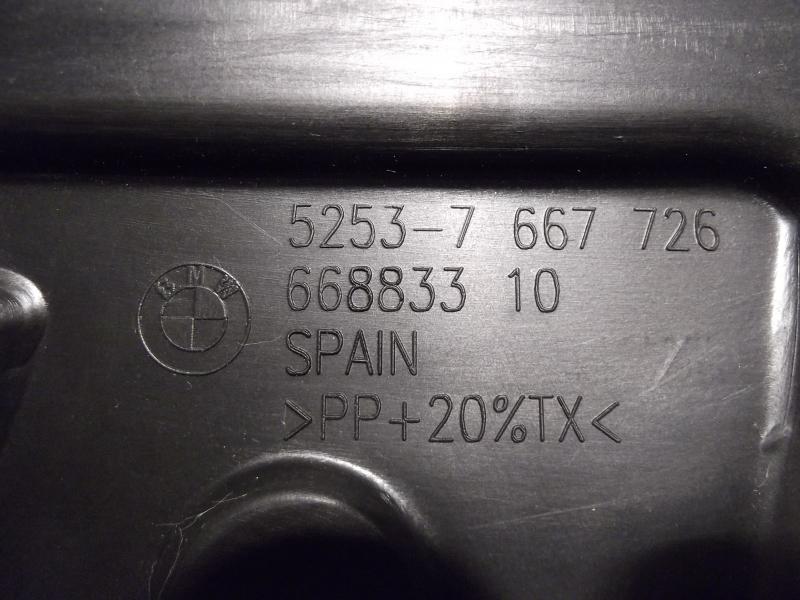 5253-7 667 726
BMW
668833 10
SPAIN
>PP+20%TX<